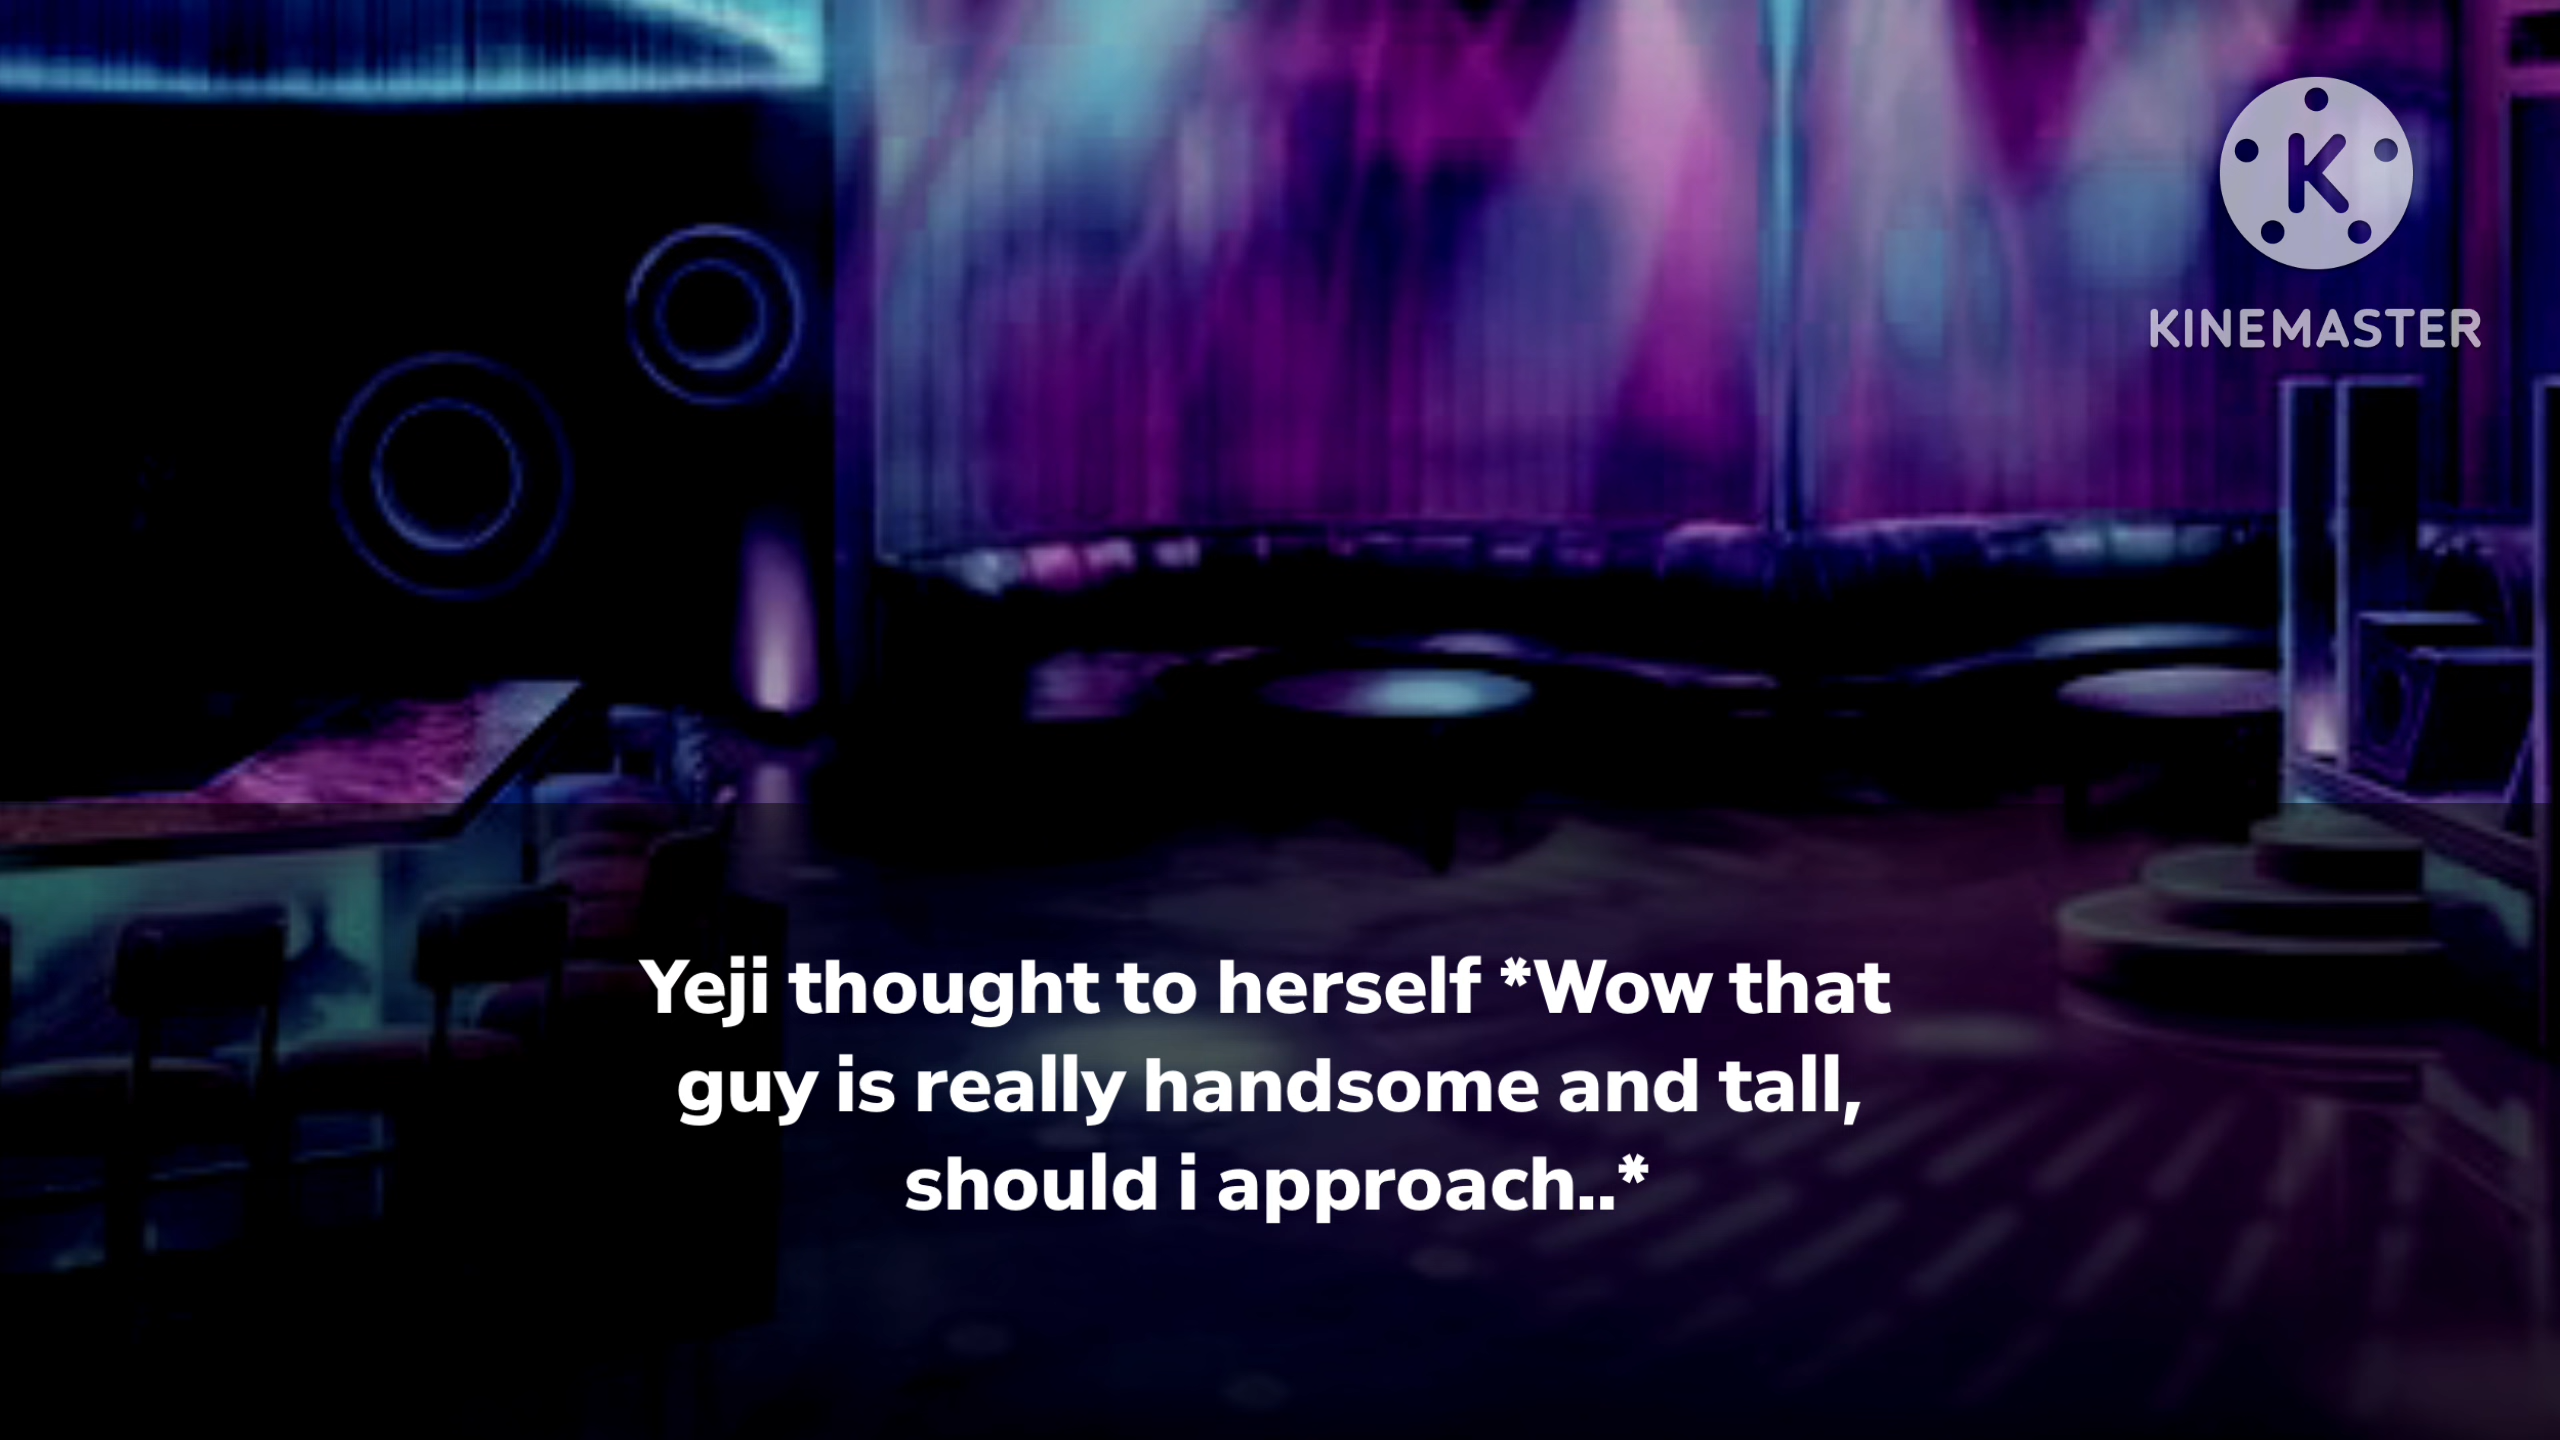 K
KINEMASTER
Yeji thought to herself *Wow that
guy is really handsome and tall,
should i approach..*